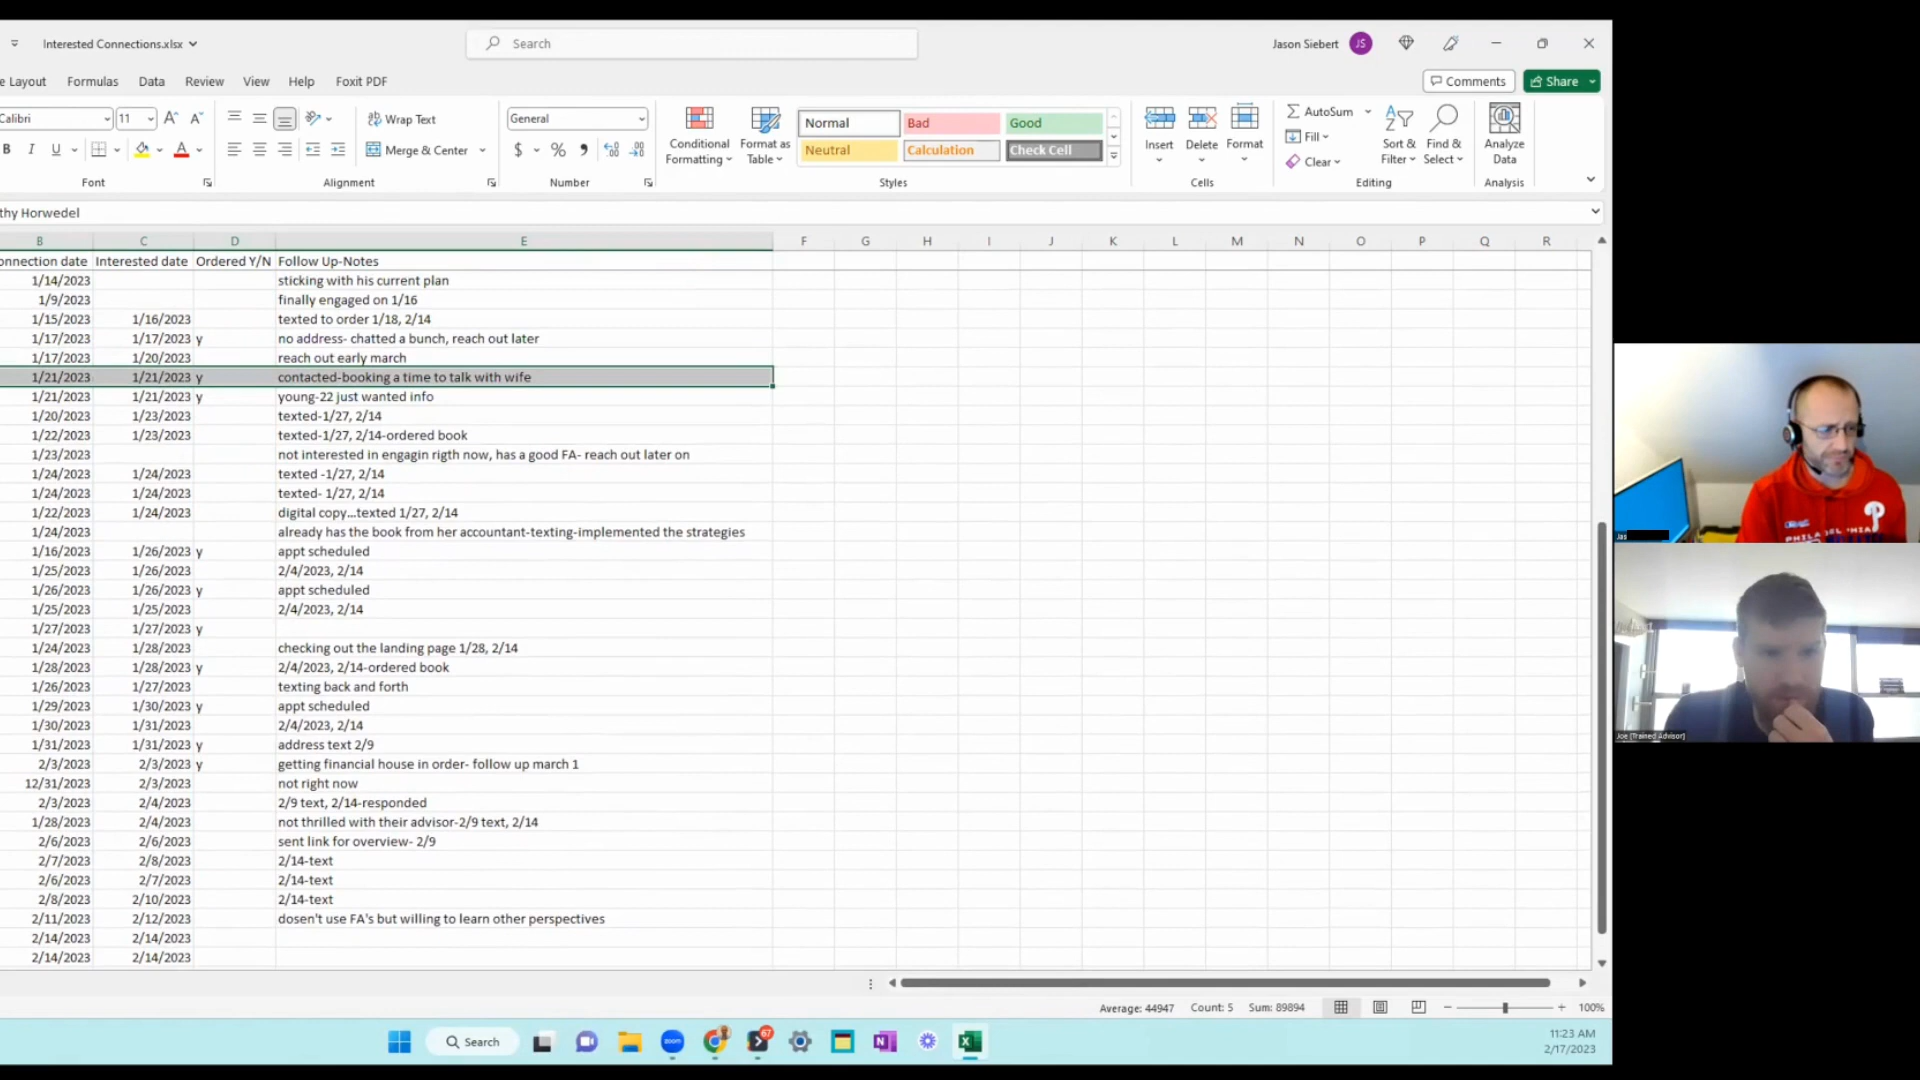 Interested Connections.xlsx
Search
Jason Siebert JS
e Layout Formulas Data Review View Help Foxit PDF
Comments Share
Calibri 11 A A Wrap Text General
Conditional Formatting Format as Table
Normal Bad Good
Neutral Calculation Check Cell
Insert Delete Format
AutoSum Fill Clear
Sort & Filter Find & Select Analyze Data
B I U A Merge & Center $ %
Font Alignment Number Styles Cells Editing Analysis
thy Horwedel
B C D E F G H I J K L M N O P Q R
onnection date Interested date Ordered Y/N Follow Up-Notes
1/14/2023 sticking with his current plan
1/9/2023 finally engaged on 1/16
1/15/2023 1/16/2023 texted to order 1/18, 2/14
1/17/2023 1/17/2023 y no address- chatted a bunch, reach out later
1/17/2023 1/20/2023 reach out early march
1/21/2023 1/21/2023 y contacted-booking a time to talk with wife
1/21/2023 1/21/2023 y young-22 just wanted info
1/20/2023 1/23/2023 texted-1/27, 2/14
1/22/2023 1/23/2023 texted-1/27, 2/14-ordered book
1/23/2023 not interested in engagin rigth now, has a good FA- reach out later on
1/24/2023 1/24/2023 texted -1/27, 2/14
1/24/2023 1/24/2023 texted- 1/27, 2/14
1/22/2023 1/24/2023 digital copy...texted 1/27, 2/14
1/24/2023 already has the book from her accountant-texting-implemented the strategies
1/16/2023 1/26/2023 y appt scheduled
1/25/2023 1/26/2023 2/4/2023, 2/14
1/26/2023 1/26/2023 y appt scheduled
1/25/2023 1/25/2023 2/4/2023, 2/14
1/27/2023 1/27/2023 y
1/24/2023 1/28/2023 checking out the landing page 1/28, 2/14
1/28/2023 1/28/2023 y 2/4/2023, 2/14-ordered book
1/26/2023 1/27/2023 texting back and forth
1/29/2023 1/30/2023 y appt scheduled
1/30/2023 1/31/2023 2/4/2023, 2/14
1/31/2023 1/31/2023 y address text 2/9
2/3/2023 2/3/2023 y getting financial house in order- follow up march 1
12/31/2023 2/3/2023 not right now
2/3/2023 2/4/2023 2/9 text, 2/14-responded
1/28/2023 2/4/2023 not thrilled with their advisor-2/9 text, 2/14
2/6/2023 2/6/2023 sent link for overview- 2/9
2/7/2023 2/8/2023 2/14-text
2/6/2023 2/7/2023 2/14-text
2/8/2023 2/10/2023 2/14-text
2/11/2023 2/12/2023 dosen't use FA's but willing to learn other perspectives
2/14/2023 2/14/2023
2/14/2023 2/14/2023
Average: 44947 Count: 5 Sum: 89894 100%
Search zoom 67
11:23 AM
2/17/2023
P
PHILADELPHIA
Jas
Joe [Trained Advisor]